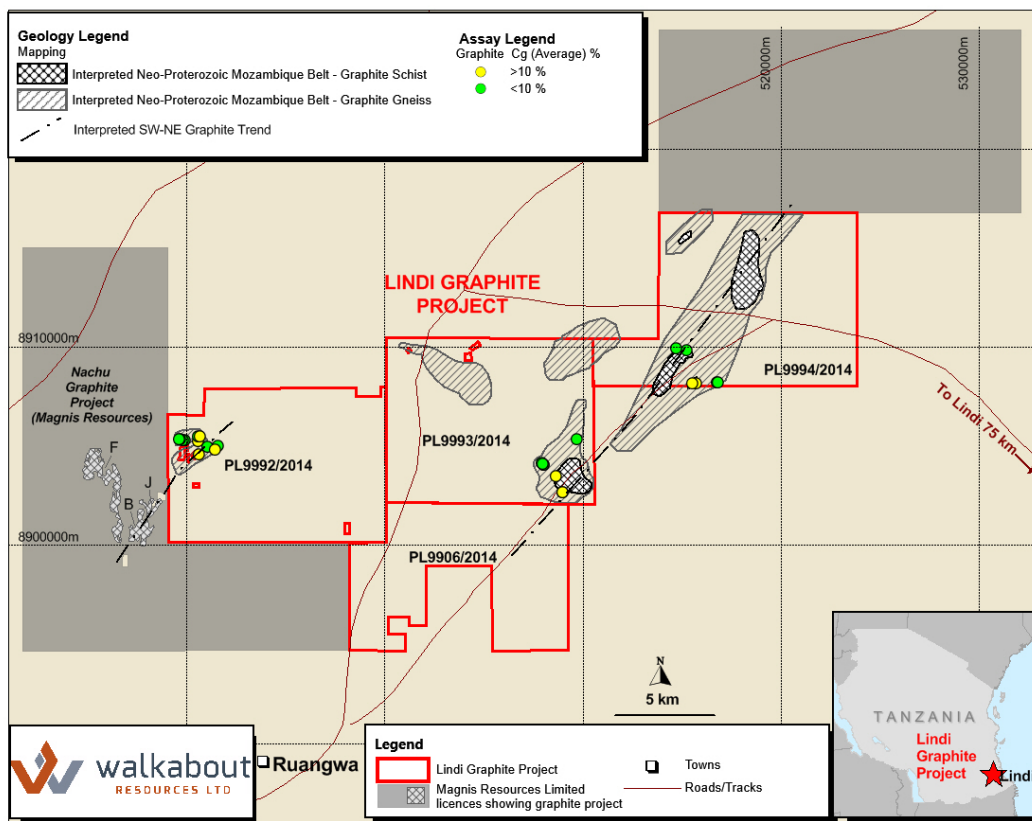 Geology Legend
Mapping
Interpreted Neo-Proterozoic Mozambique Belt - Graphite Schist
Interpreted Neo-Proterozoic Mozambique Belt - Graphite Gneiss
Interpreted SW-NE Graphite Trend
Assay Legend
Graphite Cg (Average) %
>10 %
<10 %
520000m
530000m
LINDI GRAPHITE
PROJECT
8910000m
PL9994/2014
Nachu
Graphite
Project
(Magnis Resources)
To Lindi 75 km
PL9993/2014
F
PL9992/2014
J
B
8900000m
PL9906/2014
N
5 km
walkabout
RESOURCES LTD
Ruangwa
Legend
Lindi Graphite Project
Magnis Resources Limited
licences showing graphite project
Towns
Roads/Tracks
TANZANIA
Lindi
Graphite
Project
Lindi